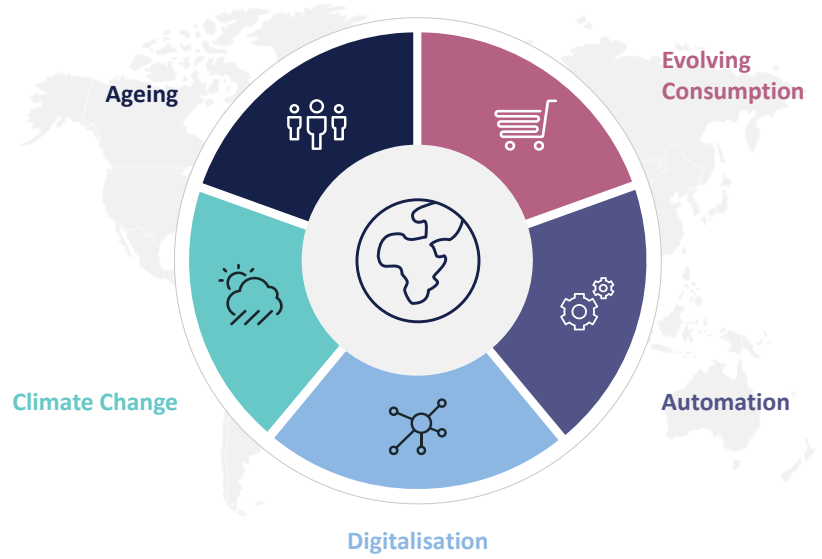 Evolving
Consumption
Ageing
Climate Change
Automation
Digitalisation